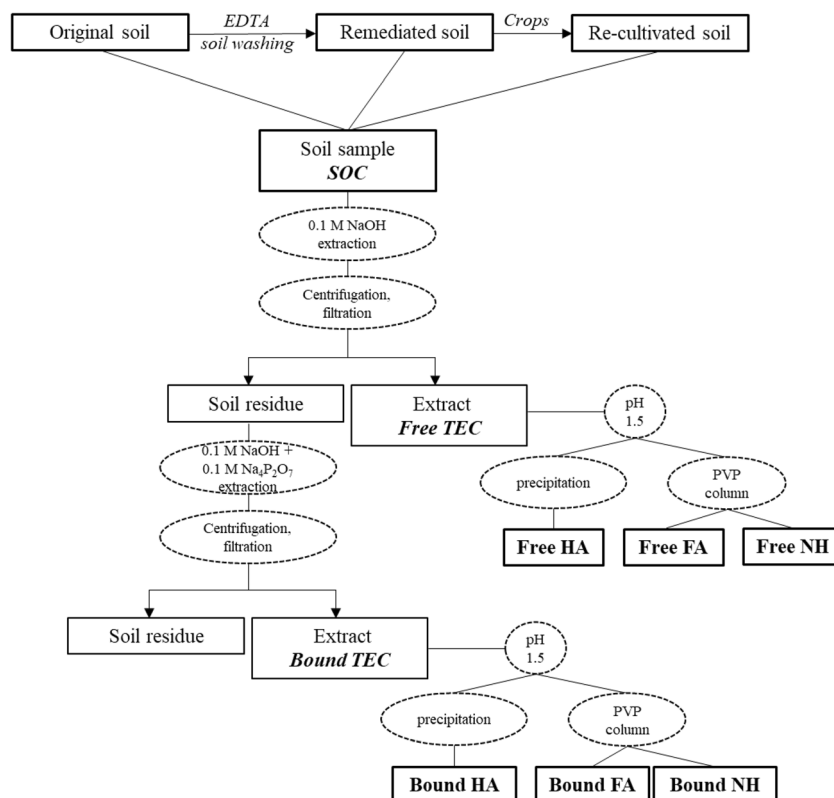 Original soil
EDTA
soil washing
Remediated soil
Crops
Re-cultivated soil
Soil sample
SOC
0.1 M NaOH
extraction
Centrifugation,
filtration
Soil residue
Extract
Free TEC
pH
1.5
0.1 M NaOH +
0.1 M Na₄P₂O₇
extraction
precipitation
PVP
column
Centrifugation,
filtration
Free HA
Free FA
Free NH
Soil residue
Extract
Bound TEC
pH
1.5
precipitation
PVP
column
Bound HA
Bound FA
Bound NH